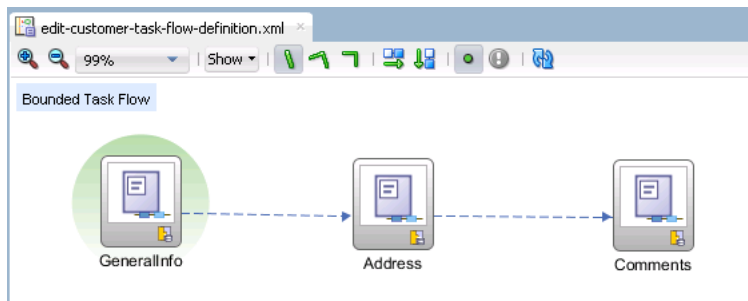 edit-customer-task-flow-definition.xml
99% Show
Bounded Task Flow
GeneralInfo Address Comments